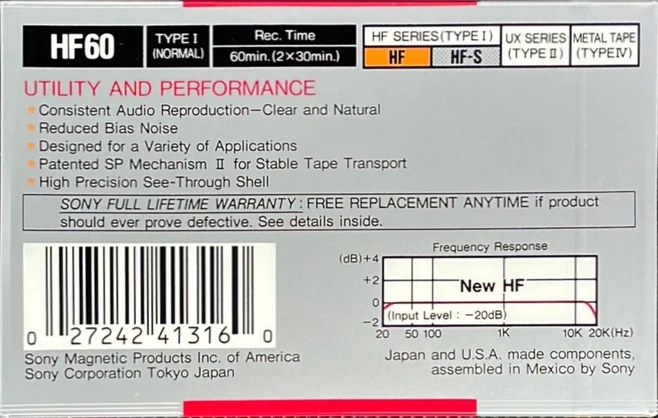 HF60
TYPE I
(NORMAL)
Rec. Time
60min.(2×30min.)
HF SERIES(TYPE I)
HF
HF-S
UX SERIES
(TYPE II)
METAL TAPE
(TYPE IV)
UTILITY AND PERFORMANCE
Consistent Audio Reproduction—Clear and Natural
Reduced Bias Noise
Designed for a Variety of Applications
Patented SP Mechanism II for Stable Tape Transport
High Precision See-Through Shell
SONY FULL LIFETIME WARRANTY: FREE REPLACEMENT ANYTIME if product
should ever prove defective. See details inside.
0 27242 41316 0
Sony Magnetic Products Inc. of America
Sony Corporation Tokyo Japan
Frequency Response
(dB)+4
+2
0
−2
New HF
(Input Level : −20dB)
20 50 100 1K 10K 20K(Hz)
Japan and U.S.A. made components,
assembled in Mexico by Sony